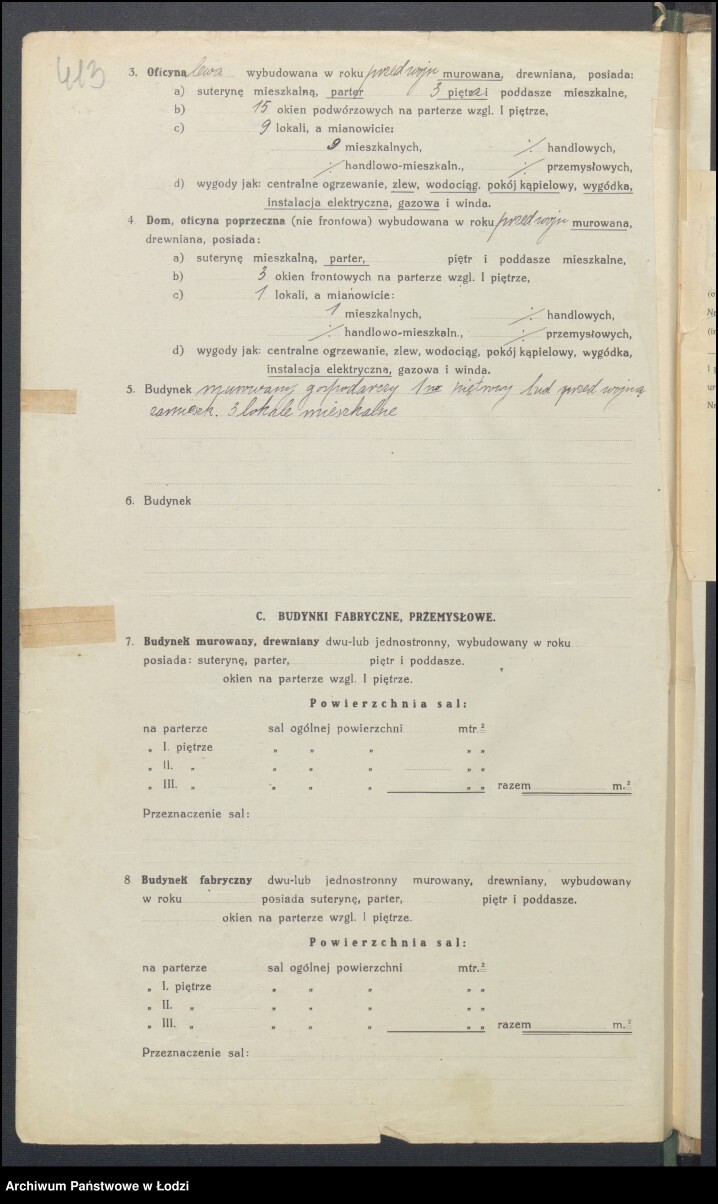 413
3. Oficyna lewa wybudowana w roku przed wojn murowana, drewniana, posiada:
a) suterynę mieszkalną, parter 3 piętra i poddasze mieszkalne,
b) 15 okien podwórzowych na parterze wzgl. I piętrze,
c) 9 lokali, a mianowicie:
9 mieszkalnych, ./. handlowych,
./. handlowo-mieszkaln., ./. przemysłowych,
d) wygody jak: centralne ogrzewanie, zlew, wodociąg, pokój kąpielowy, wygódka,
instalacja elektryczna, gazowa i winda.
4. Dom, oficyna poprzeczna (nie frontowa) wybudowana w roku przed wojn murowana,
drewniana, posiada:
a) suterynę mieszkalną, parter, piętr i poddasze mieszkalne,
b) 3 okien frontowych na parterze wzgl. I piętrze,
c) 1 lokali, a mianowicie:
1 mieszkalnych, ./. handlowych,
./. handlowo-mieszkaln., ./. przemysłowych,
d) wygody jak: centralne ogrzewanie, zlew, wodociąg, pokój kąpielowy, wygódka,
instalacja elektryczna, gazowa i winda.
5. Budynek murowany gospodarczy 1 no piętrowy bud przed wojną
zamieszk. 3 lokale mieszkalne
6. Budynek
C. BUDYNKI FABRYCZNE, PRZEMYSŁOWE.
7. Budynek murowany, drewniany dwu-lub jednostronny, wybudowany w roku
posiada: suterynę, parter, piętr i poddasze.
okien na parterze wzgl. I piętrze.
Powierzchnia sal:
na parterze sal ogólnej powierzchni mtr.²
„ I. piętrze „ „ „ „ „
„ II. „ „ „ „ „ „
„ III. „ „ „ „ „ „ razem m.²
Przeznaczenie sal:
8. Budynek fabryczny dwu-lub jednostronny murowany, drewniany, wybudowany
w roku posiada suterynę, parter, piętr i poddasze.
okien na parterze wzgl. I piętrze.
Powierzchnia sal:
na parterze sal ogólnej powierzchni mtr.²
„ I. piętrze „ „ „ „ „
„ II. „ „ „ „ „ „
„ III. „ „ „ „ „ „ razem m.²
Przeznaczenie sal:
Archiwum Państwowe w Łodzi